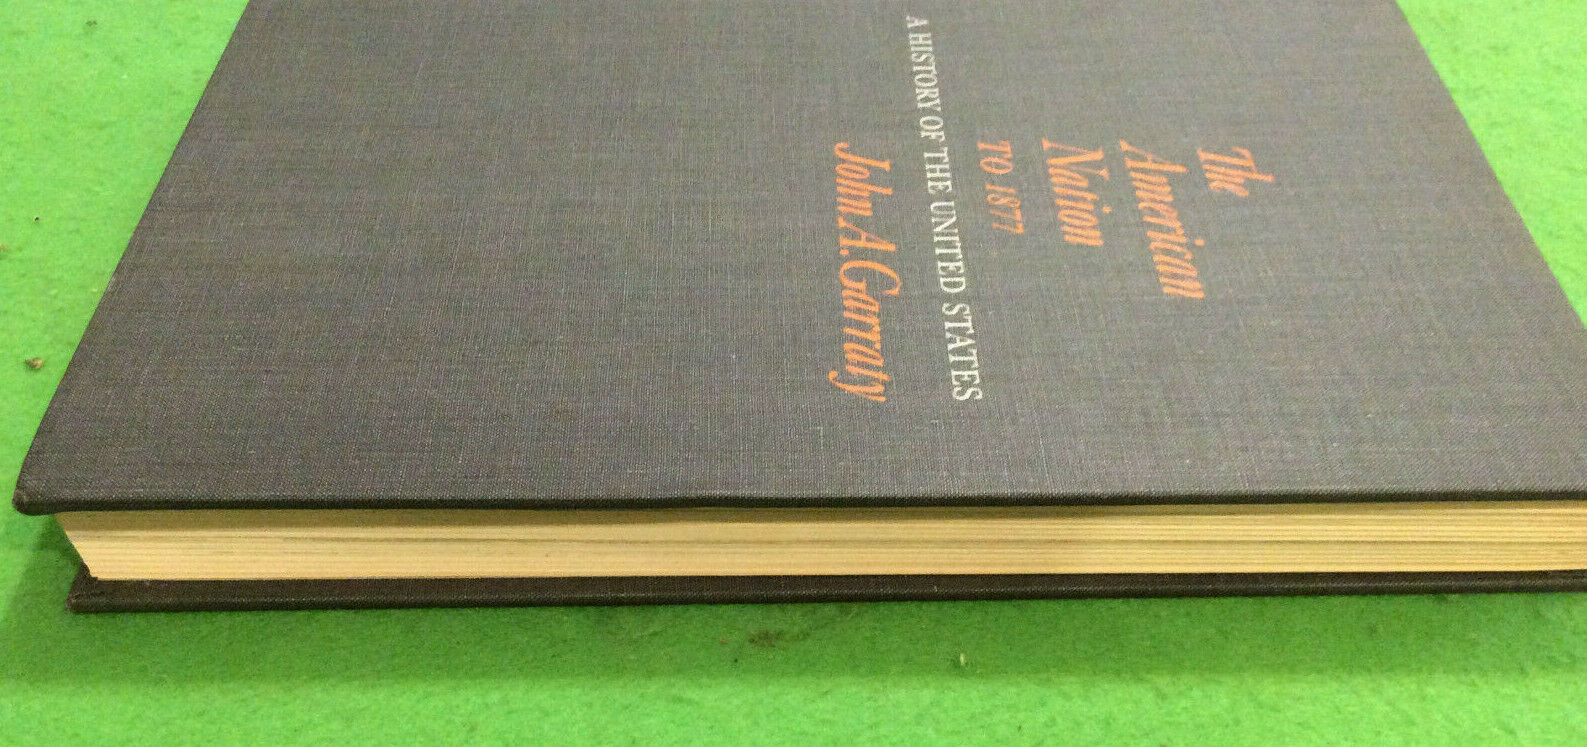 The
American
Nation
TO 1877
A HISTORY OF THE UNITED STATES
John A. Garraty